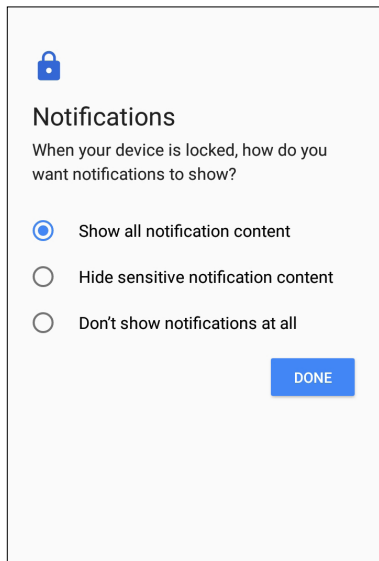 Notifications
When your device is locked, how do you
want notifications to show?
Show all notification content
Hide sensitive notification content
Don’t show notifications at all
DONE